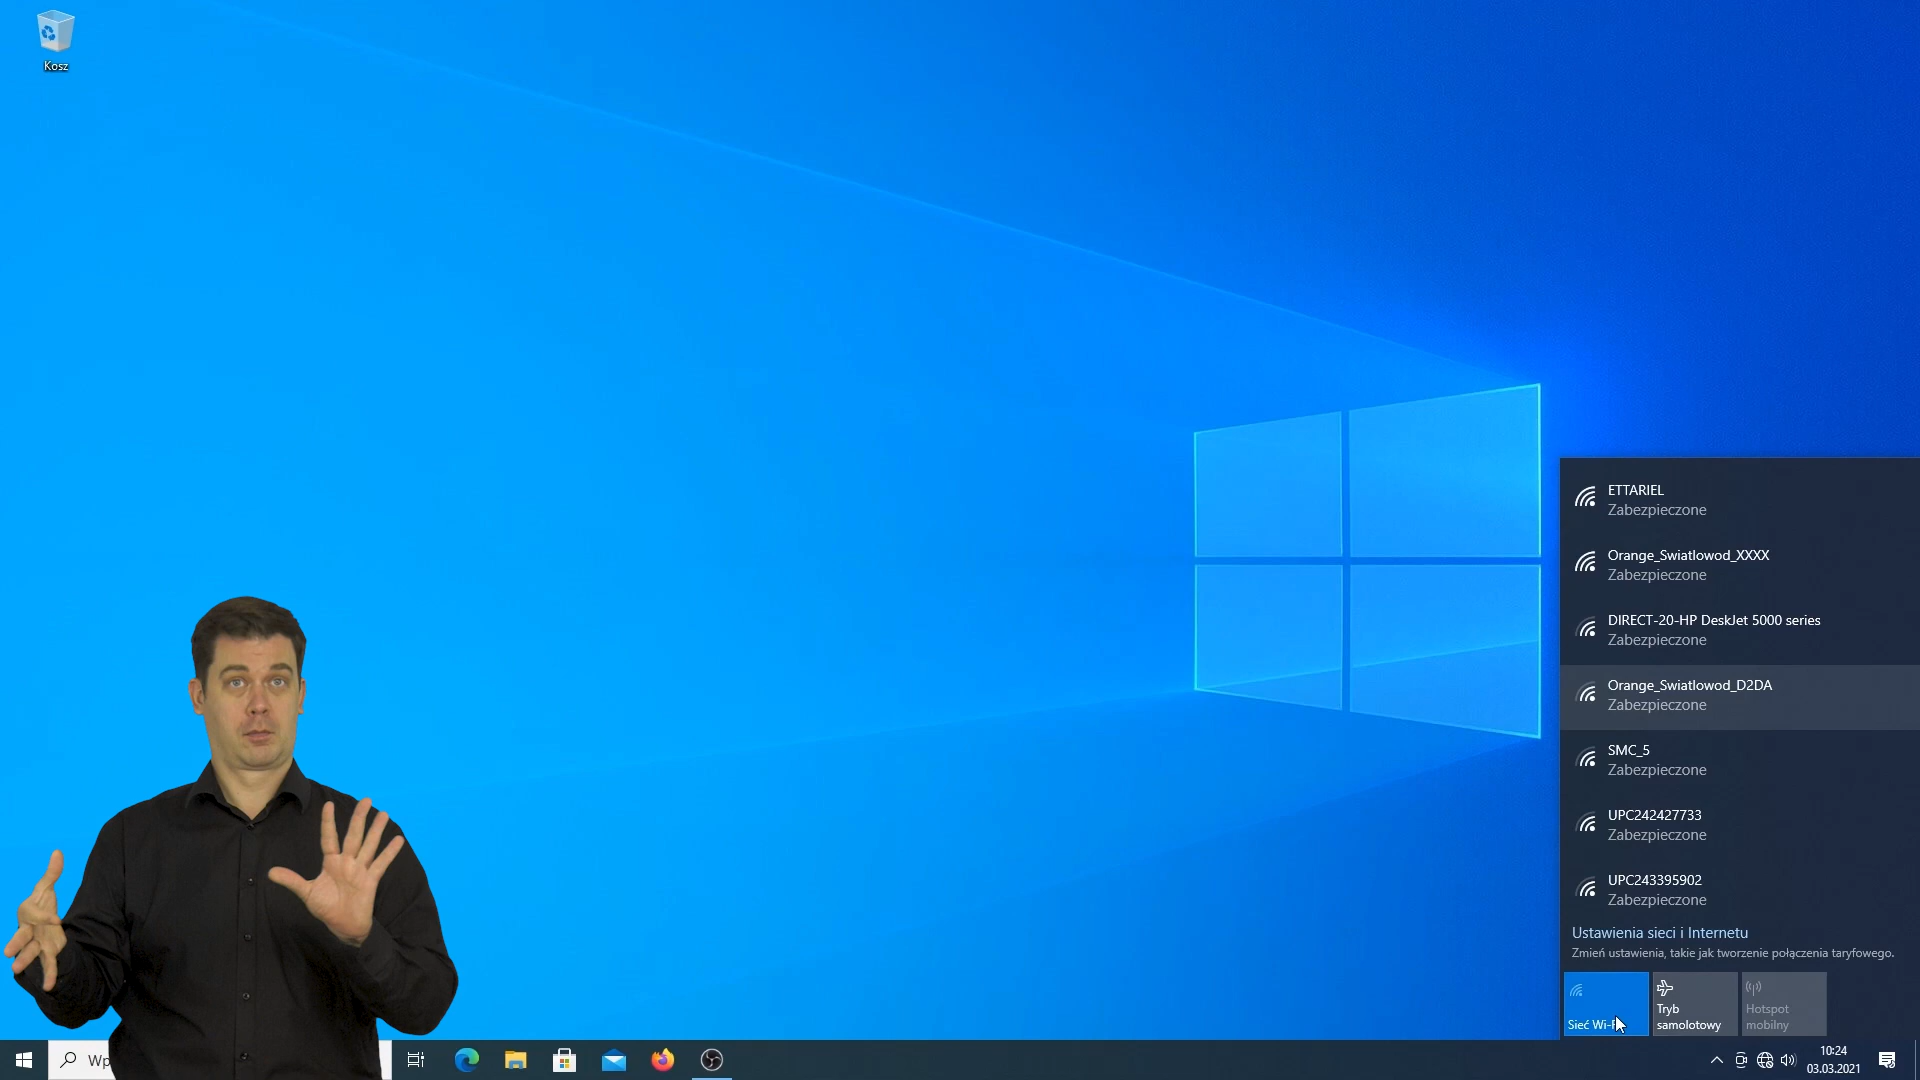 Kosz
ETTARIEL
Zabezpieczone
Orange_Swiatlowod_XXXX
Zabezpieczone
DIRECT-20-HP DeskJet 5000 series
Zabezpieczone
Orange_Swiatlowod_D2DA
Zabezpieczone
SMC_5
Zabezpieczone
UPC242427733
Zabezpieczone
UPC243395902
Zabezpieczone
Ustawienia sieci i Internetu
Zmień ustawienia, takie jak tworzenie połączenia taryfowego.
Sieć
Tryb
samolotowy
Hotspot
mobilny
10:24
03.03.2021